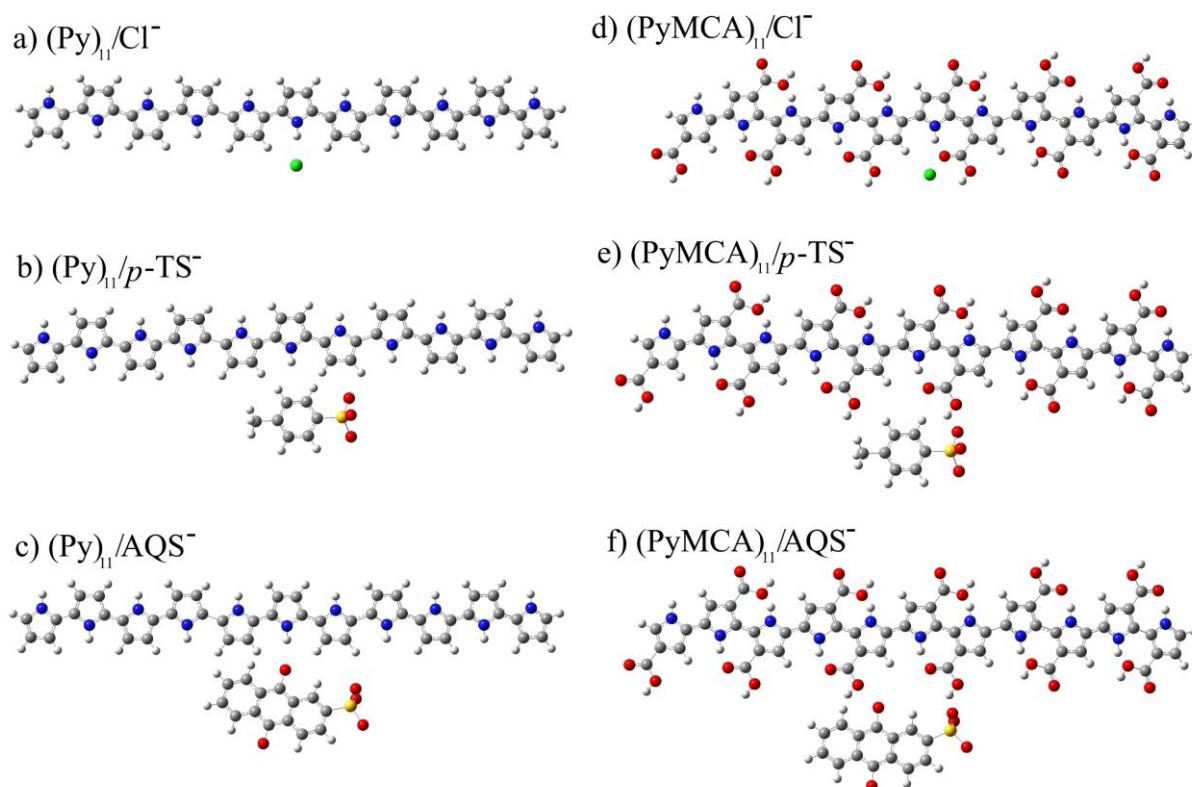 a) (Py)₁₁/Cl⁻
b) (Py)₁₁/p-TS⁻
c) (Py)₁₁/AQS⁻
d) (PyMCA)₁₁/Cl⁻
e) (PyMCA)₁₁/p-TS⁻
f) (PyMCA)₁₁/AQS⁻